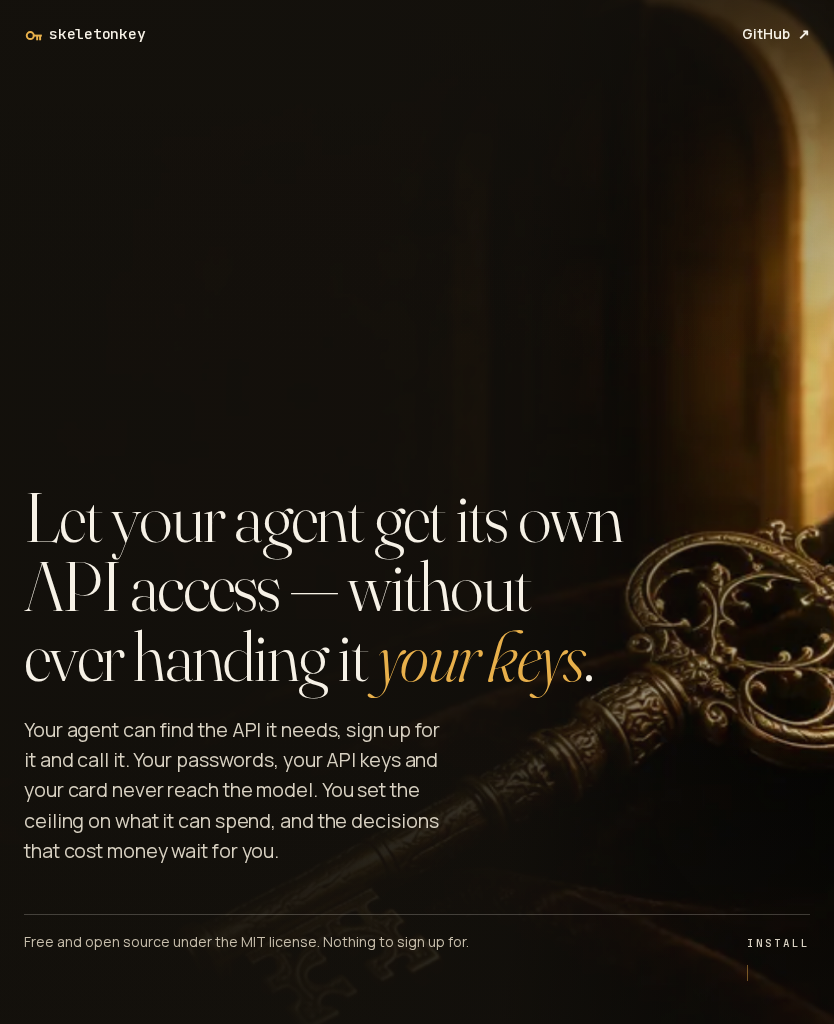 skeletonkey
GitHub ↗
Let your agent get its own
API access — without
ever handing it your keys.
Your agent can find the API it needs, sign up for
it and call it. Your passwords, your API keys and
your card never reach the model. You set the
ceiling on what it can spend, and the decisions
that cost money wait for you.
Free and open source under the MIT license. Nothing to sign up for.
INSTALL